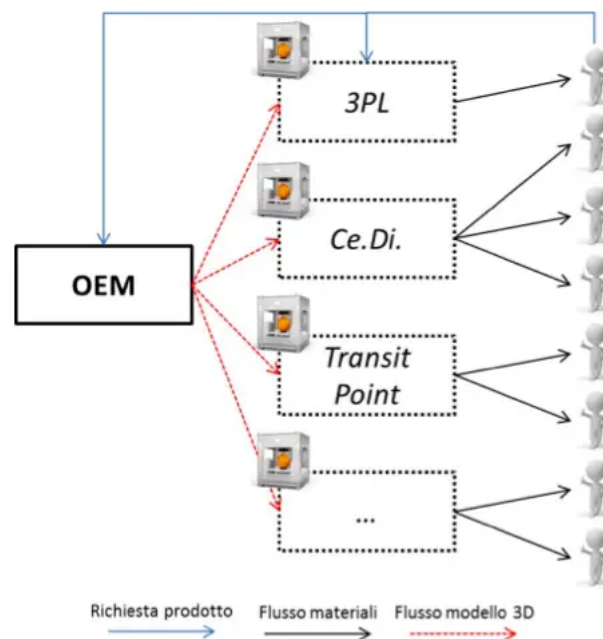 3PL
Ce.Di.
OEM
Transit
Point
...
Richiesta prodotto
Flusso materiali
Flusso modello 3D